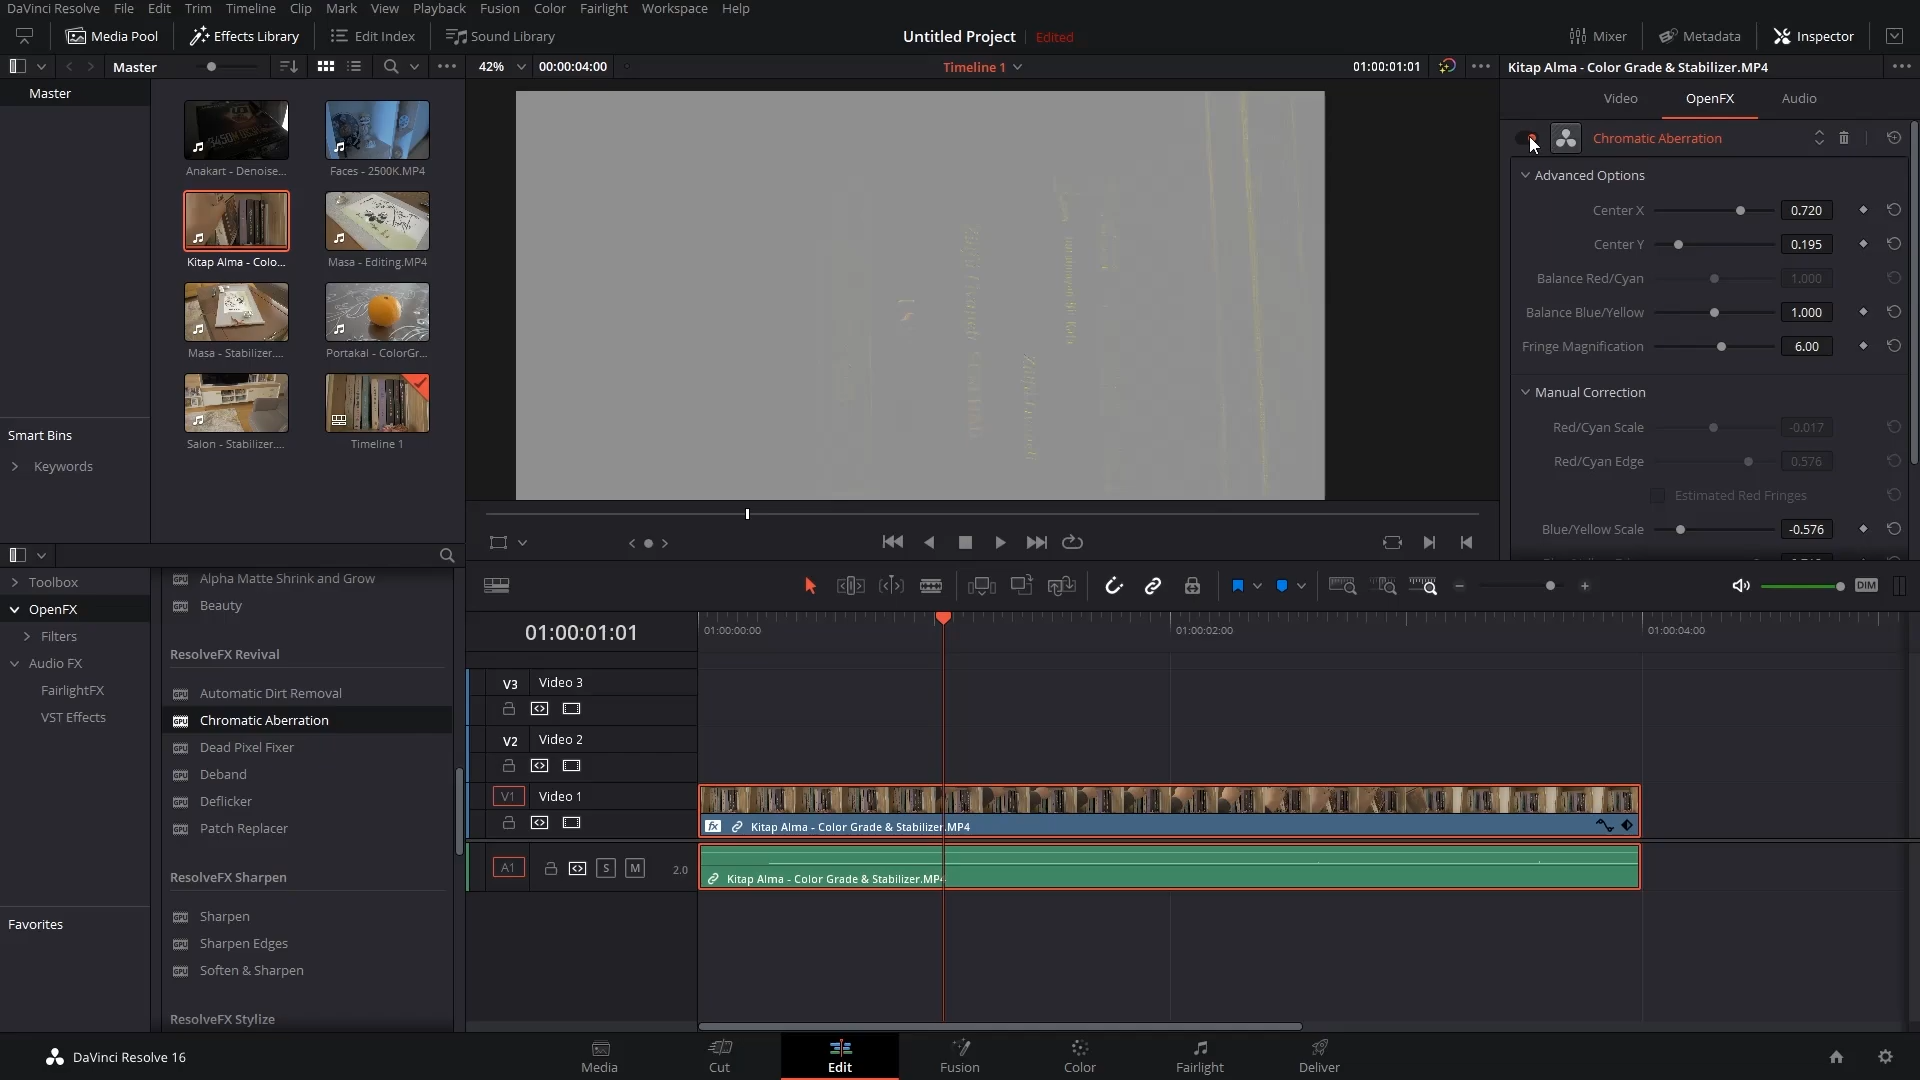 DaVinci Resolve File Edit Trim Timeline Clip Mark View Playback Fusion Color Fairlight Workspace Help
Media Pool Effects Library Edit Index Sound Library Untitled Project Edited Mixer Metadata Inspector
Master 42% 00:00:04:00 Timeline 1 01:00:01:01 Kitap Alma - Color Grade & Stabilizer.MP4
Master
Video OpenFX Audio
Anakart - Denoise... Faces - 2500K.MP4
Kitap Alma - Colo... Masa - Editing.MP4
Masa - Stabilizer.... Portakal - ColorGr...
Salon - Stabilizer.... Timeline 1
Smart Bins
Keywords
Chromatic Aberration
Advanced Options
Center X 0.720
Center Y 0.195
Balance Red/Cyan 1.000
Balance Blue/Yellow 1.000
Fringe Magnification 6.00
Manual Correction
Red/Cyan Scale -0.017
Red/Cyan Edge 0.576
Estimated Red Fringes
Blue/Yellow Scale -0.576
Toolbox
OpenFX
Filters
Audio FX
FairlightFX
VST Effects
Favorites
Alpha Matte Shrink and Grow
Beauty
ResolveFX Revival
Automatic Dirt Removal
Chromatic Aberration
Dead Pixel Fixer
Deband
Deflicker
Patch Replacer
ResolveFX Sharpen
Sharpen
Sharpen Edges
Soften & Sharpen
ResolveFX Stylize
DIM
01:00:01:01 01:00:00:00 01:00:02:00 01:00:04:00
V3 Video 3
V2 Video 2
V1 Video 1
fx Kitap Alma - Color Grade & Stabilizer.MP4
A1 S M 2.0
Kitap Alma - Color Grade & Stabilizer.MP4
DaVinci Resolve 16
Media Cut Edit Fusion Color Fairlight Deliver